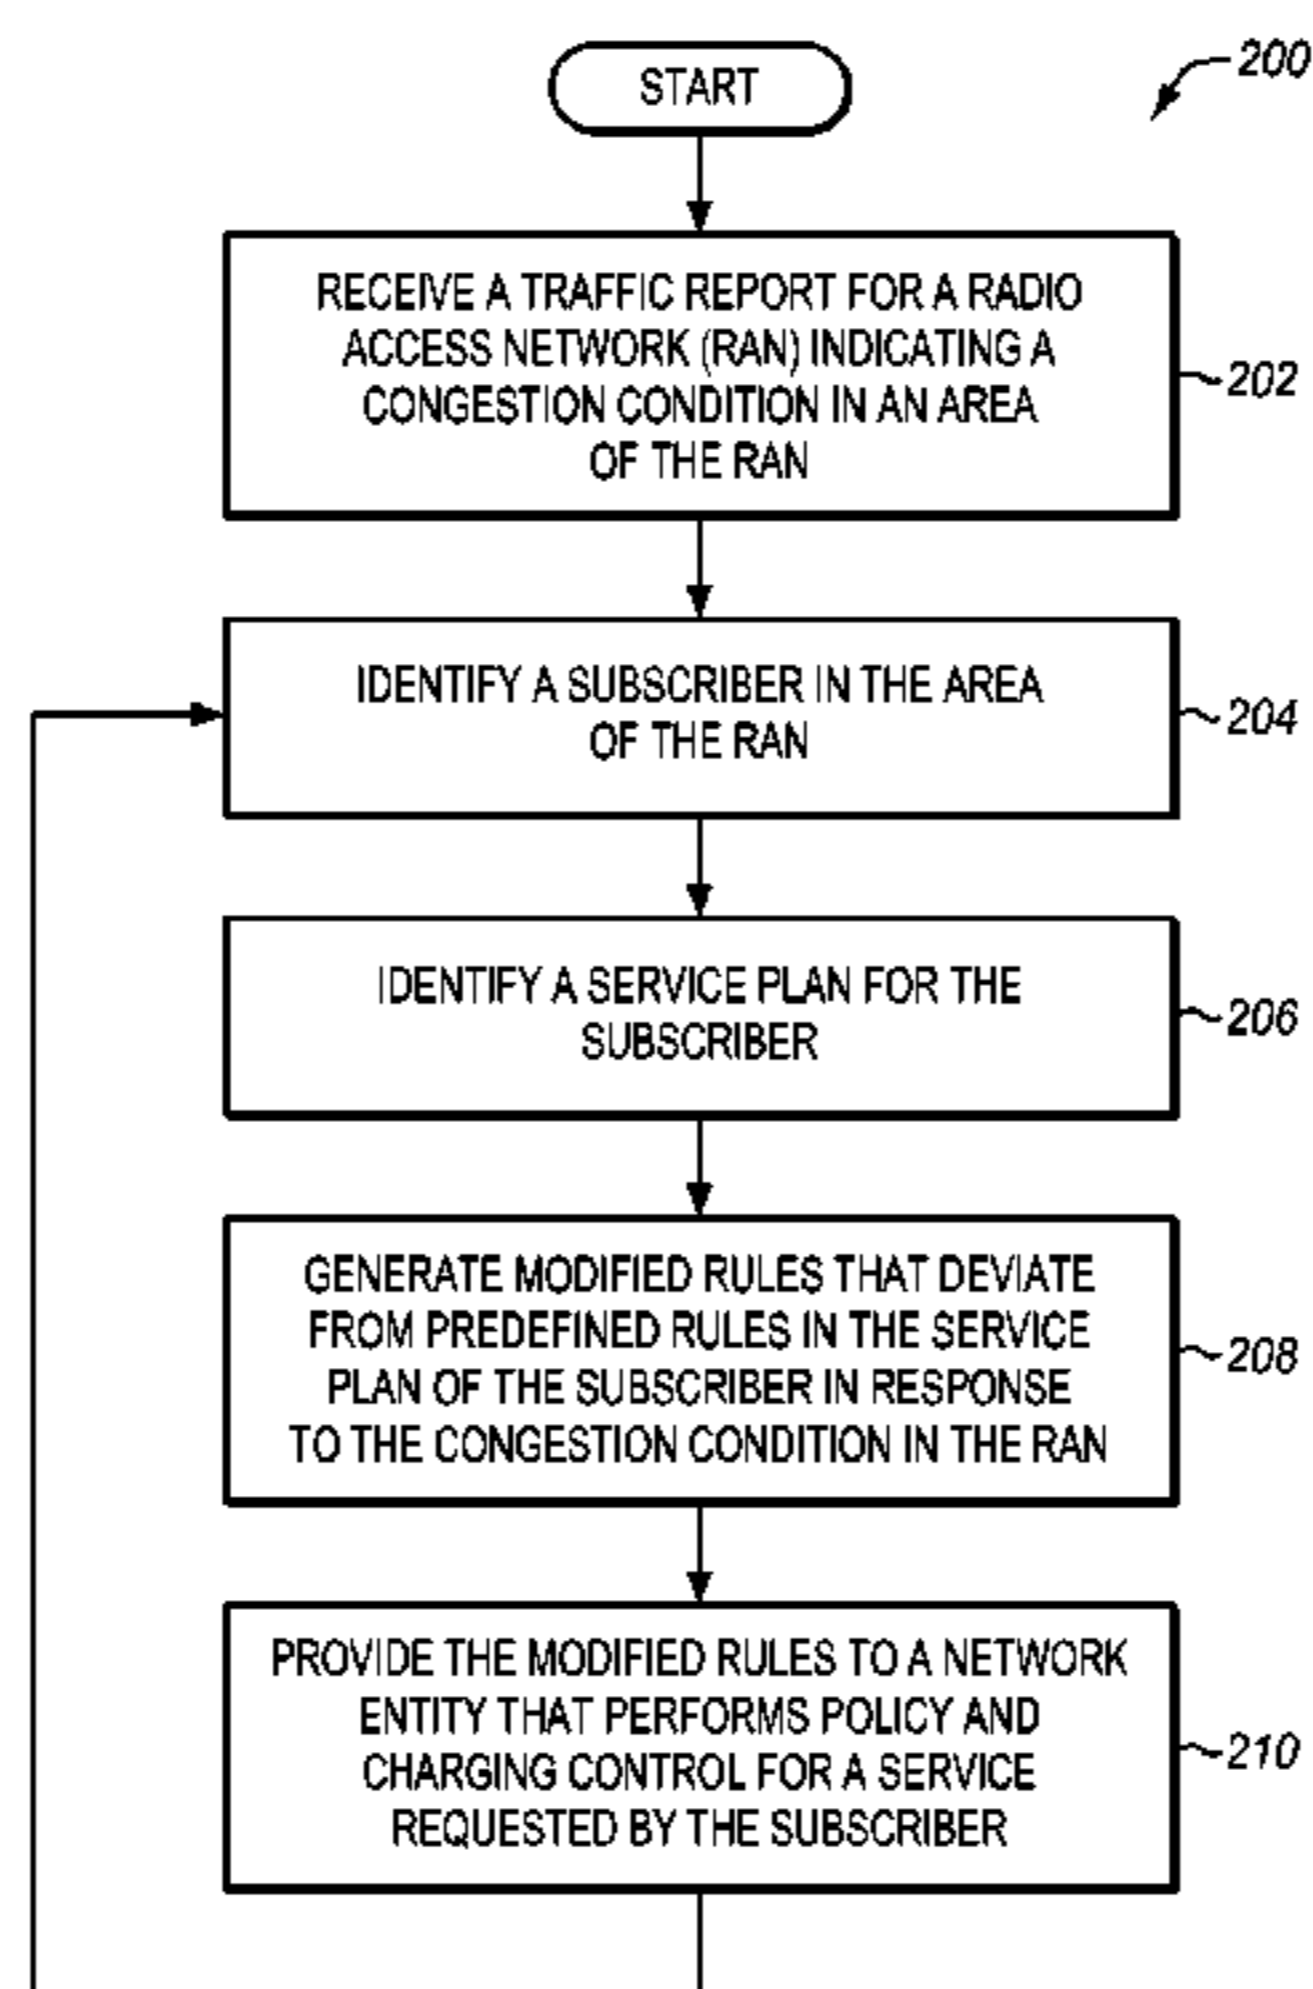 START
200
RECEIVE A TRAFFIC REPORT FOR A RADIO
ACCESS NETWORK (RAN) INDICATING A
CONGESTION CONDITION IN AN AREA
OF THE RAN
202
IDENTIFY A SUBSCRIBER IN THE AREA
OF THE RAN
204
IDENTIFY A SERVICE PLAN FOR THE
SUBSCRIBER
206
GENERATE MODIFIED RULES THAT DEVIATE
FROM PREDEFINED RULES IN THE SERVICE
PLAN OF THE SUBSCRIBER IN RESPONSE
TO THE CONGESTION CONDITION IN THE RAN
208
PROVIDE THE MODIFIED RULES TO A NETWORK
ENTITY THAT PERFORMS POLICY AND
CHARGING CONTROL FOR A SERVICE
REQUESTED BY THE SUBSCRIBER
210